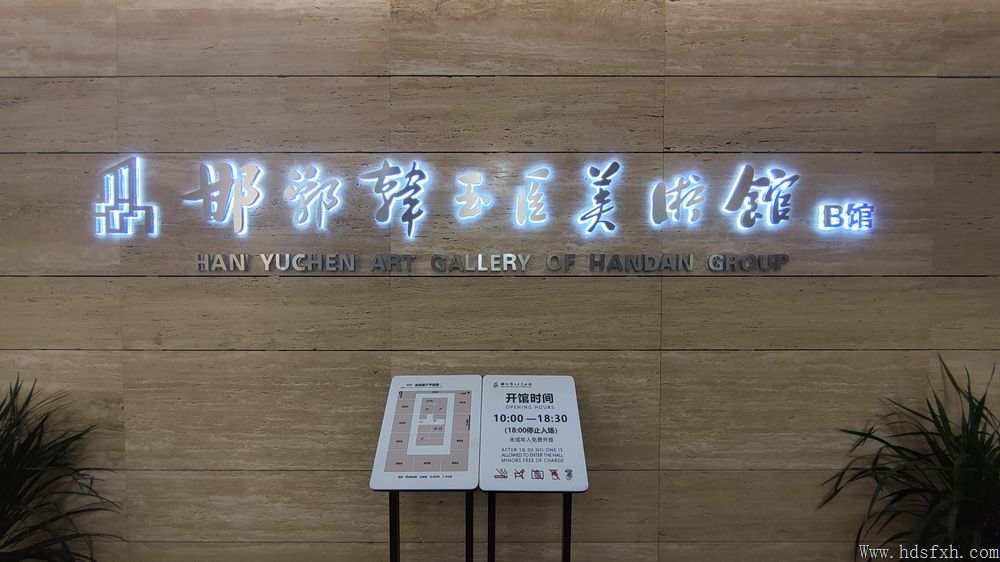 邯郸韩玉臣美术馆 B馆
HAN YUCHEN ART GALLERY OF HANDAN GROUP
开馆时间
OPENING HOURS
10:00—18:30
(18:00停止入场)
未成年人免费开放
AFTER 18:00 NO ONE IS
ALLOWED TO ENTER THE HALL
MINORS FREE OF CHARGE
Www.hdsfxh.com